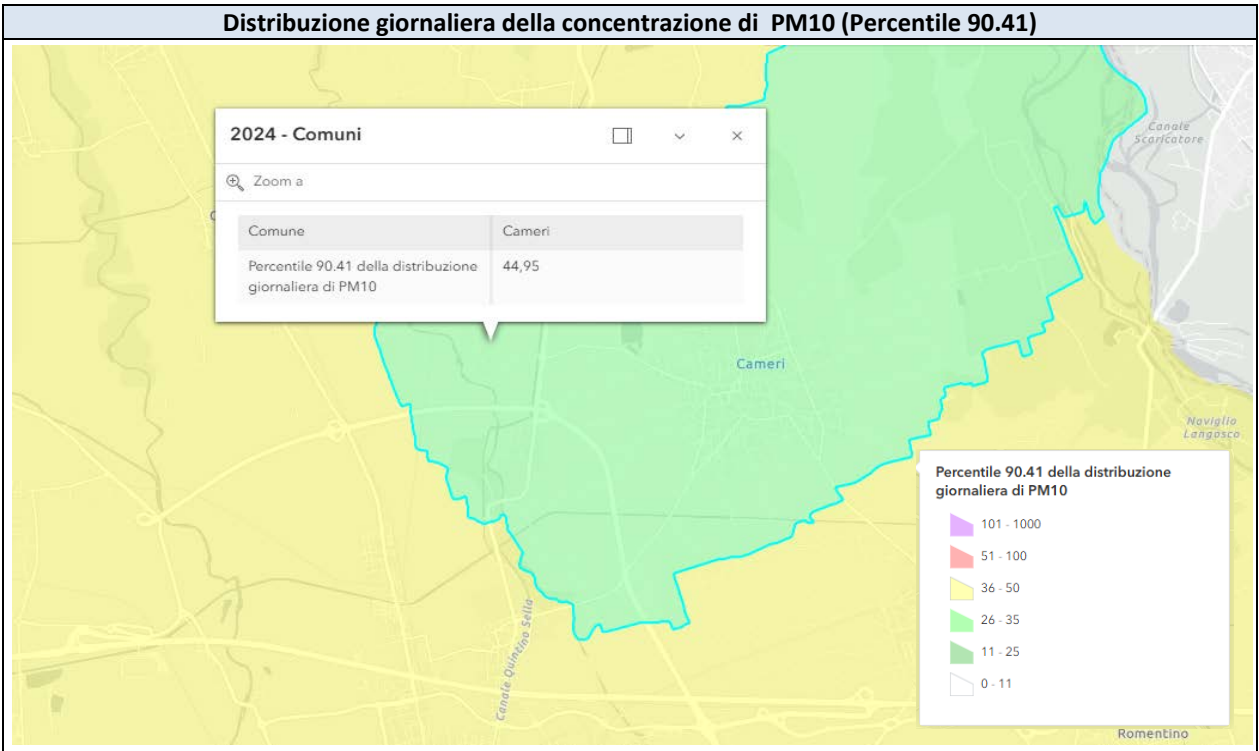 Distribuzione giornaliera della concentrazione di PM10 (Percentile 90.41)
Canale
Scaricatore
2024 - Comuni
Zoom a
Comune Cameri
Percentile 90.41 della distribuzione 44,95
giornaliera di PM10
Cameri
Naviglio
Langosco
Percentile 90.41 della distribuzione
giornaliera di PM10
101 - 1000
51 - 100
36 - 50
26 - 35
11 - 25
0 - 11
Canale Quintino Sella
Romentino